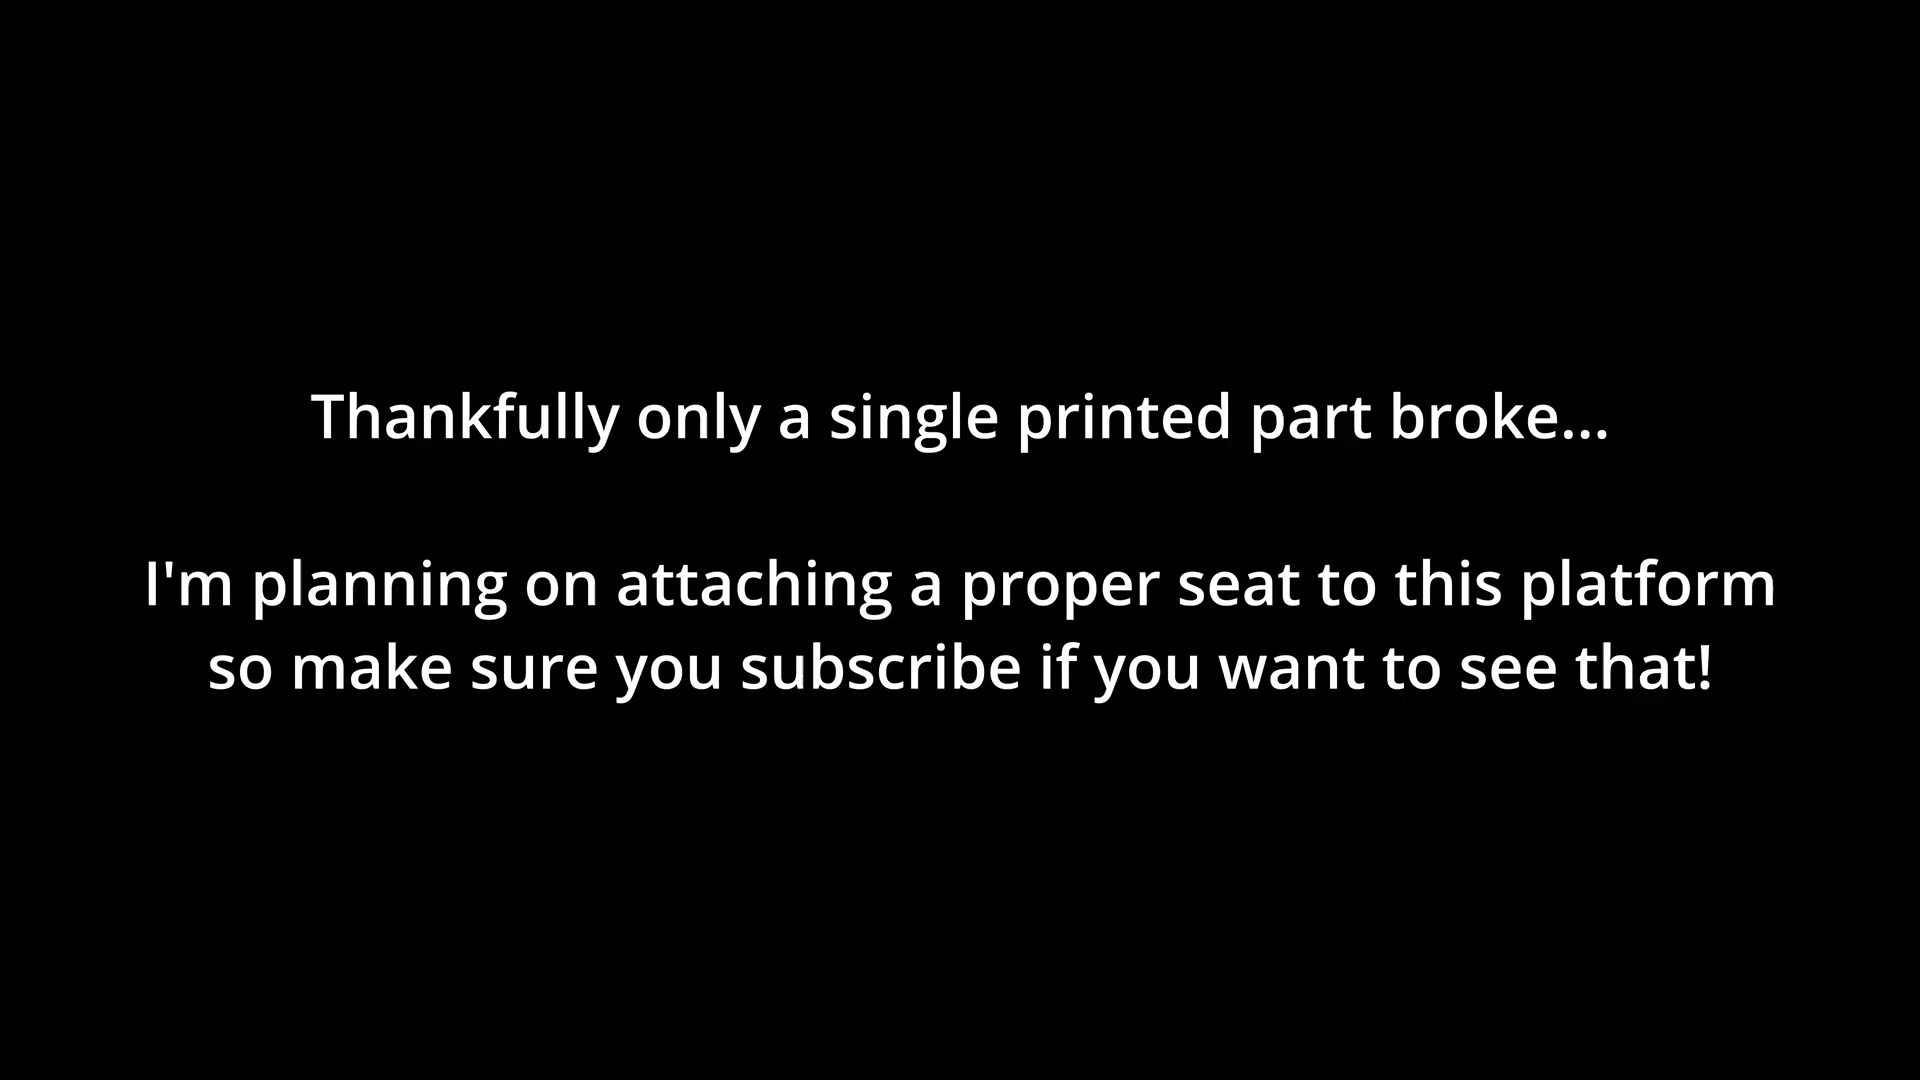 Thankfully only a single printed part broke...
I'm planning on attaching a proper seat to this platform
so make sure you subscribe if you want to see that!